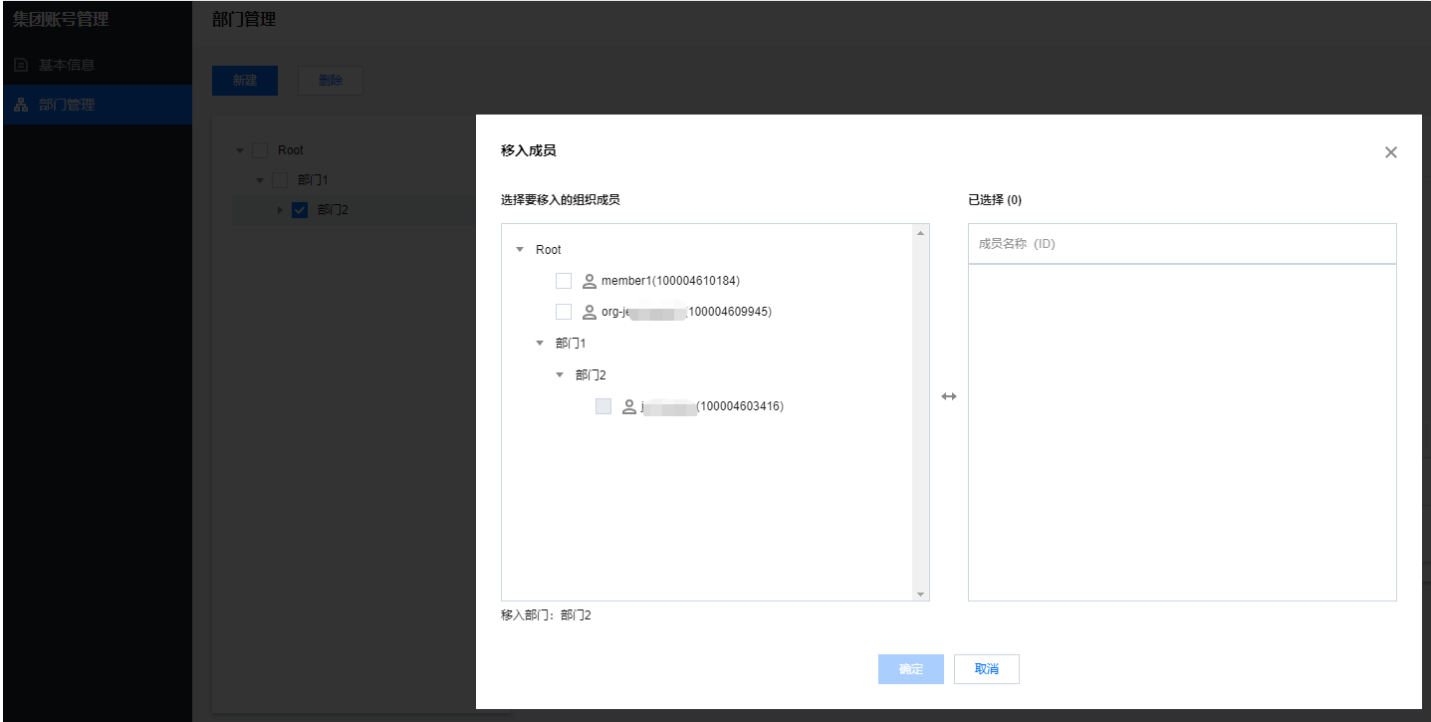 集团账号管理
基本信息
部门管理
部门管理
新建
删除
Root
部门1
部门2
移入成员
选择要移入的组织成员
Root
member1(100004610184)
org-je (100004609945)
部门1
部门2
j (100004603416)
移入部门：部门2
已选择 (0)
成员名称（ID）
确定
取消